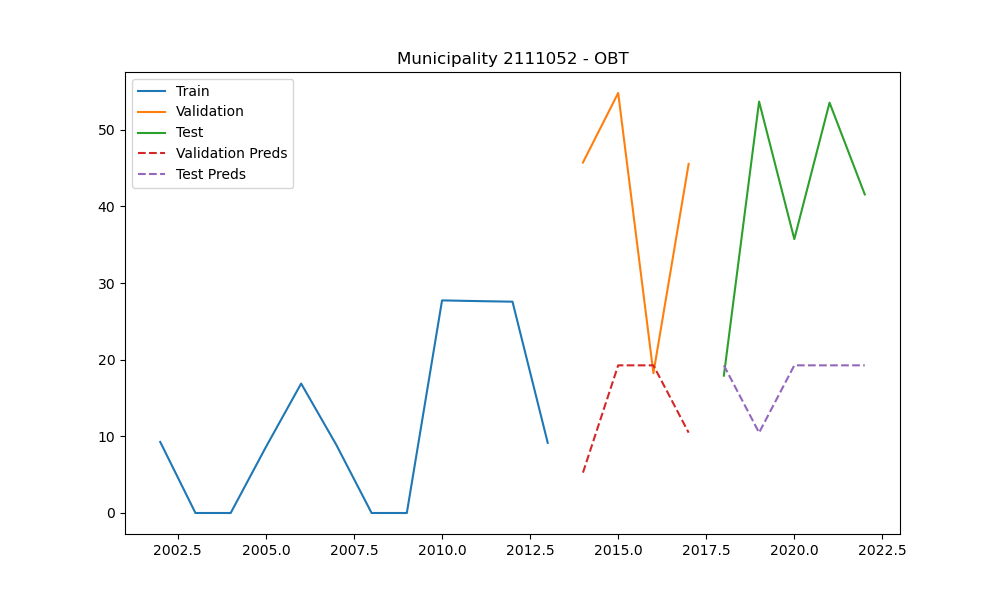 Municipality 2111052 - OBT
Train
Validation
Test
Validation Preds
Test Preds
50
40
30
20
10
0
2002.5 2005.0 2007.5 2010.0 2012.5 2015.0 2017.5 2020.0 2022.5